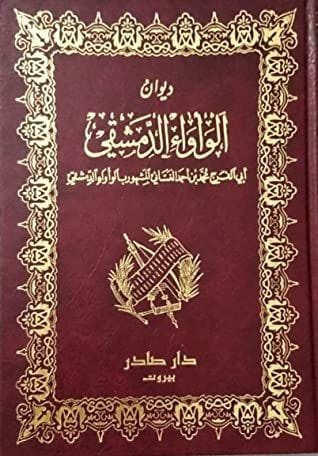 ديوان
الوأواء الدمشقي
أبي الفرج محمد بن أحمد الغساني المشهور بالوأواء الدمشقي
دار صادر
بيروت